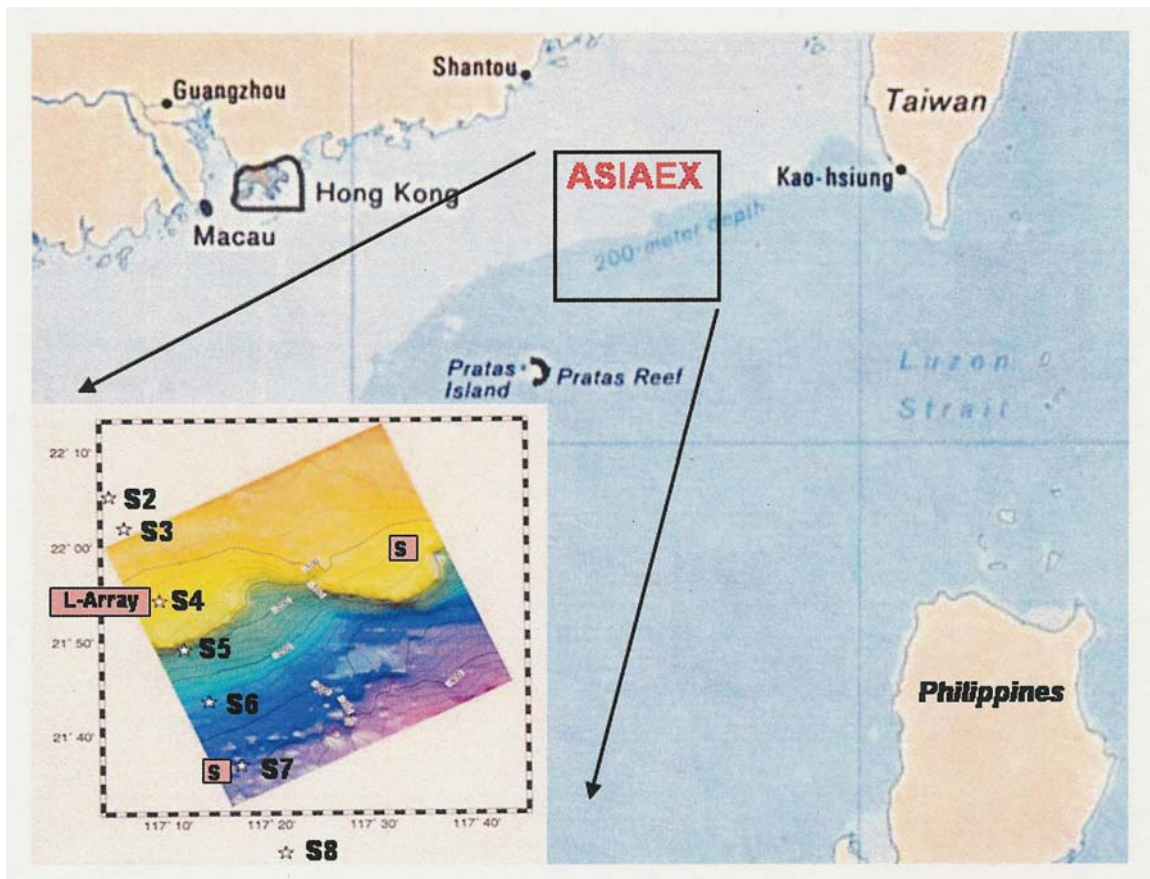 Shantou
Guangzhou
Taiwan
ASIAEX
Kao-hsiung
Hong Kong
Macau
200-meter depth
Pratas
Island
Pratas Reef
Luzon
Strait
22° 10'
S2
S3
22° 00'
S
L-Array
S4
21° 50'
S5
S6
Philippines
21° 40'
S
S7
117° 10'
117° 20'
117° 30'
117° 40'
S8